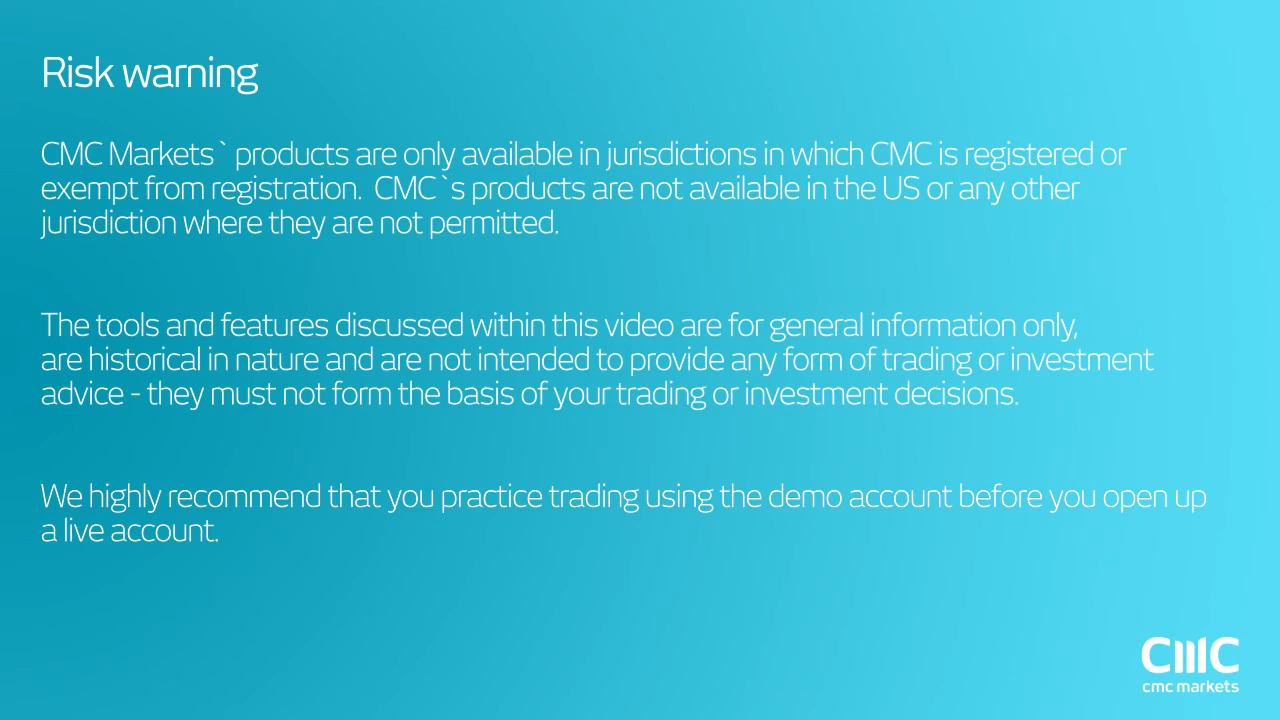 Risk warning
CMC Markets` products are only available in jurisdictions in which CMC is registered or
exempt from registration.  CMC`s products are not available in the US or any other
jurisdiction where they are not permitted.
The tools and features discussed within this video are for general information only,
are historical in nature and are not intended to provide any form of trading or investment
advice - they must not form the basis of your trading or investment decisions.
We highly recommend that you practice trading using the demo account before you open up
a live account.
CMC
cmc markets